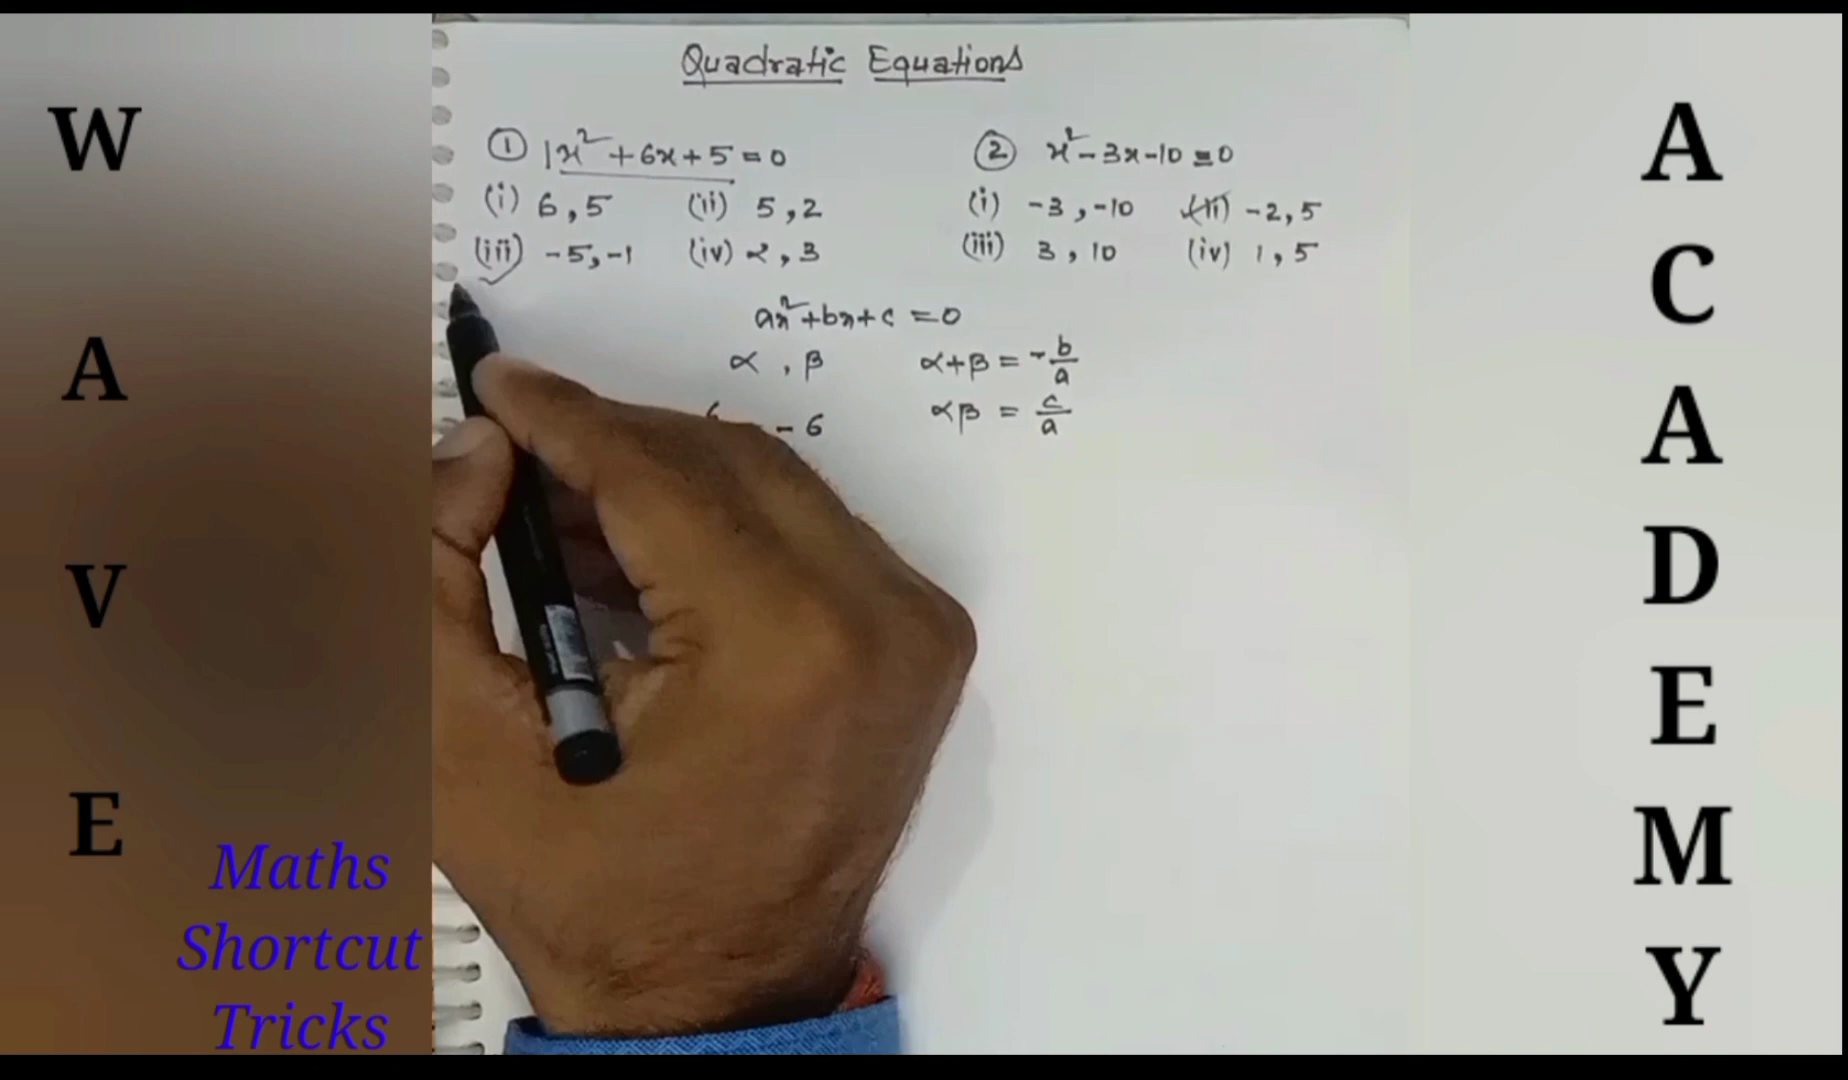 WAVE
ACADEMY
Maths
Shortcut
Tricks
Quadratic Equations
① 1x²+6x+5=0
(i) 6,5 (ii) 5,2
(iii) -5,-1 (iv) 2,3
② x²-3x-10=0
(i) -3,-10 (ii) -2,5
(iii) 3,10 (iv) 1,5
ax²+bx+c=0
α , β α+β = -b/a
-6 αβ = c/a